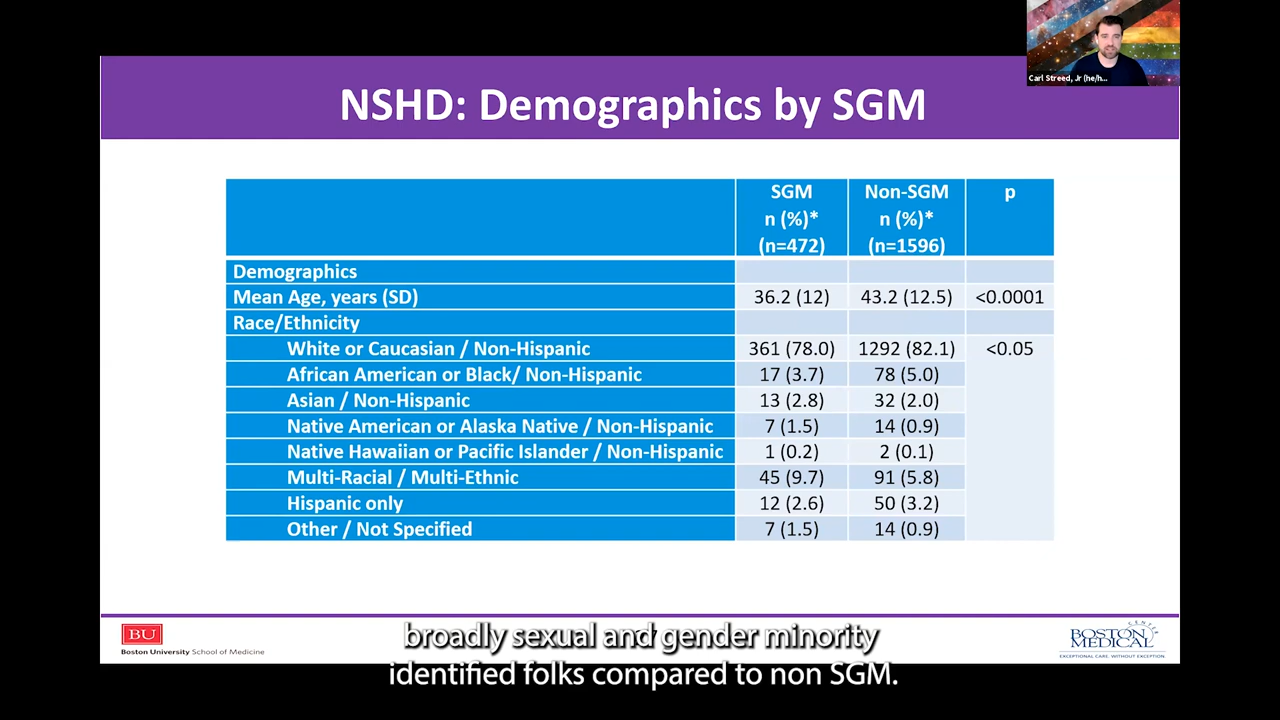 Carl Streed, Jr (he/h...
NSHD: Demographics by SGM
SGM n (%)* (n=472) Non-SGM n (%)* (n=1596) p
Demographics
Mean Age, years (SD) 36.2 (12) 43.2 (12.5) <0.0001
Race/Ethnicity
White or Caucasian / Non-Hispanic 361 (78.0) 1292 (82.1) <0.05
African American or Black/ Non-Hispanic 17 (3.7) 78 (5.0)
Asian / Non-Hispanic 13 (2.8) 32 (2.0)
Native American or Alaska Native / Non-Hispanic 7 (1.5) 14 (0.9)
Native Hawaiian or Pacific Islander / Non-Hispanic 1 (0.2) 2 (0.1)
Multi-Racial / Multi-Ethnic 45 (9.7) 91 (5.8)
Hispanic only 12 (2.6) 50 (3.2)
Other / Not Specified 7 (1.5) 14 (0.9)
BU
Boston University School of Medicine
BOSTON
MEDICAL
CENTER
EXCEPTIONAL CARE. WITHOUT EXCEPTION.
broadly sexual and gender minority
identified folks compared to non SGM.